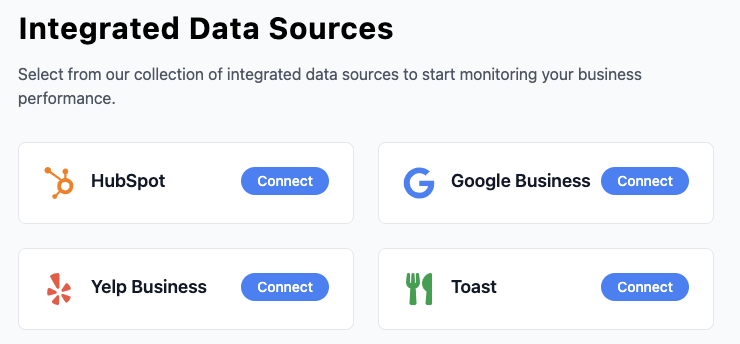 Integrated Data Sources
Select from our collection of integrated data sources to start monitoring your business
performance.
HubSpot
Connect
Google Business
Connect
Yelp Business
Connect
Toast
Connect